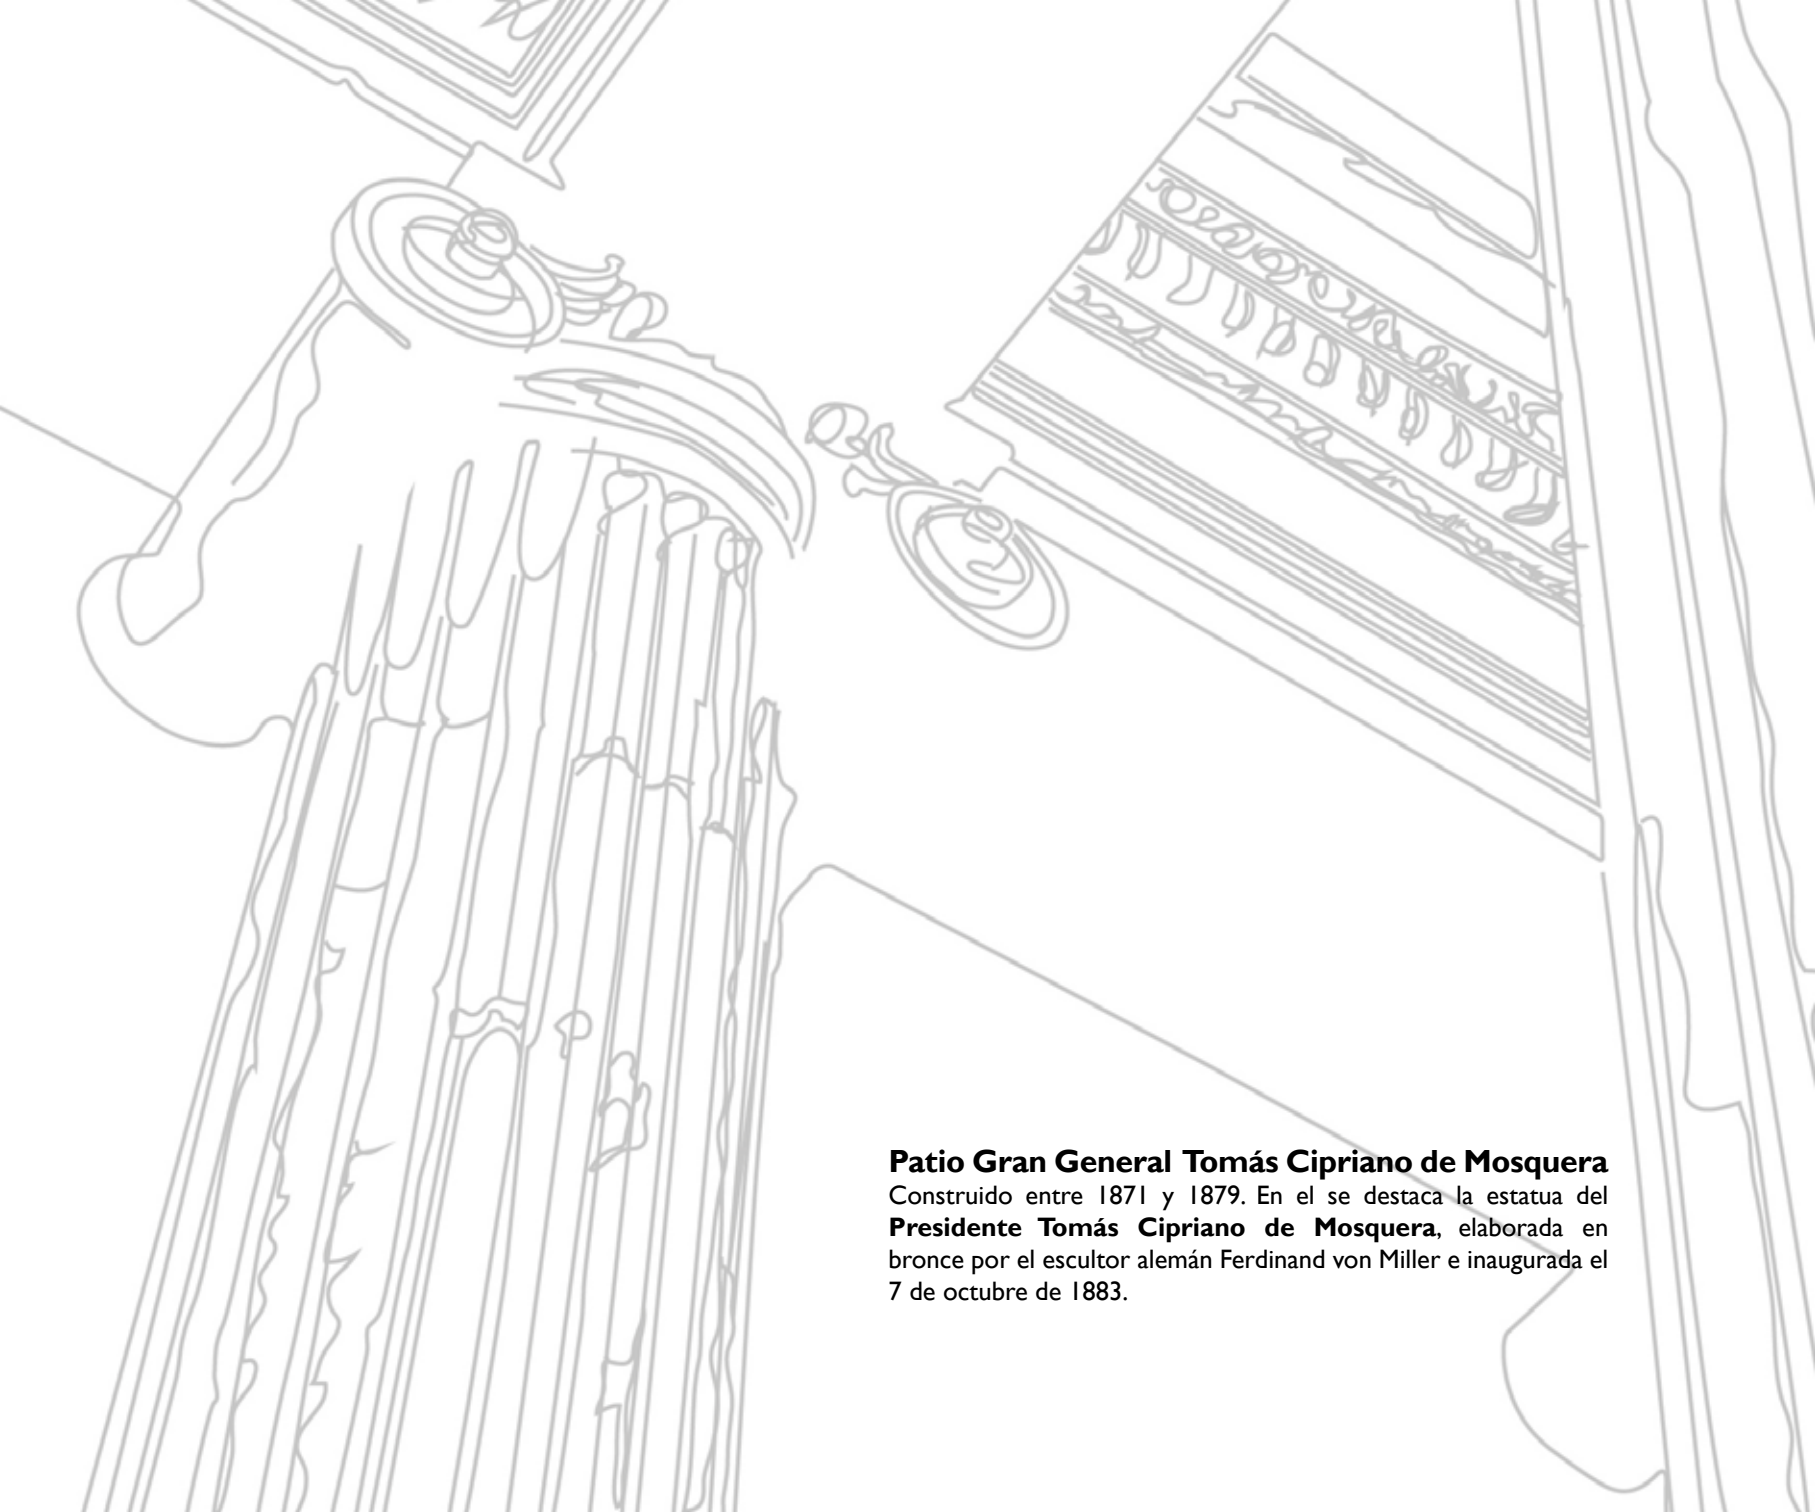 Patio Gran General Tomás Cipriano de Mosquera
Construido entre 1871 y 1879. En el se destaca la estatua del
Presidente Tomás Cipriano de Mosquera, elaborada en
bronce por el escultor alemán Ferdinand von Miller e inaugurada el
7 de octubre de 1883.